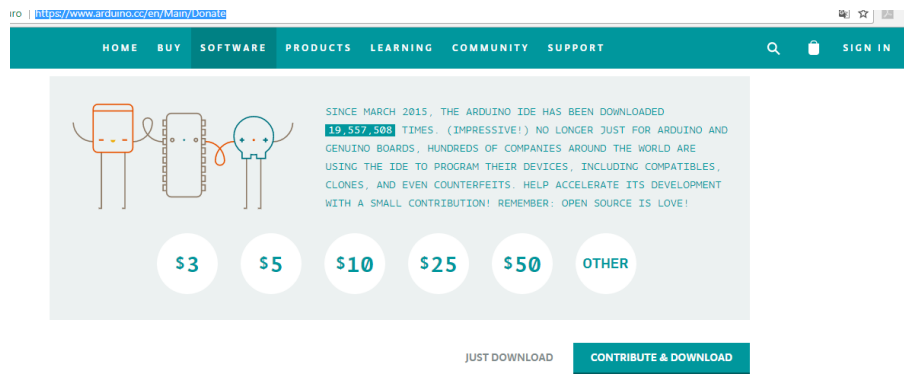 iro | https://www.arduino.cc/en/Main/Donate
HOME BUY SOFTWARE PRODUCTS LEARNING COMMUNITY SUPPORT SIGN IN
SINCE MARCH 2015, THE ARDUINO IDE HAS BEEN DOWNLOADED
19,557,508 TIMES. (IMPRESSIVE!) NO LONGER JUST FOR ARDUINO AND
GENUINO BOARDS, HUNDREDS OF COMPANIES AROUND THE WORLD ARE
USING THE IDE TO PROGRAM THEIR DEVICES, INCLUDING COMPATIBLES,
CLONES, AND EVEN COUNTERFEITS. HELP ACCELERATE ITS DEVELOPMENT
WITH A SMALL CONTRIBUTION! REMEMBER: OPEN SOURCE IS LOVE!
$3 $5 $10 $25 $50 OTHER
JUST DOWNLOAD CONTRIBUTE & DOWNLOAD